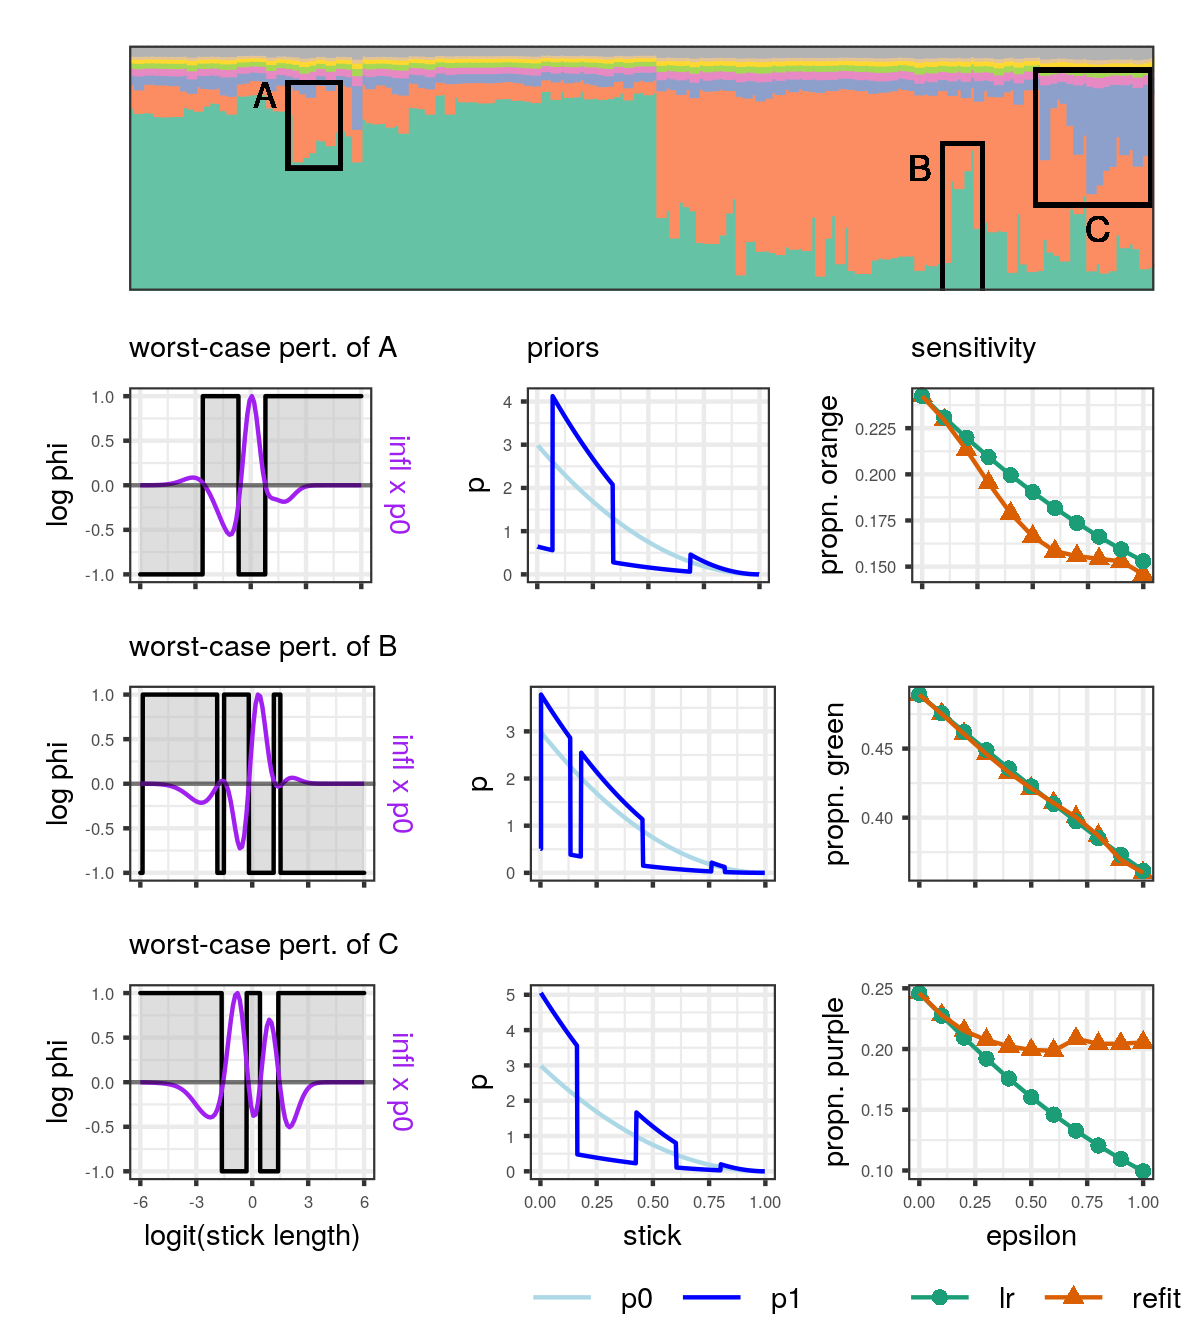 A
B
C
worst-case pert. of A
priors
sensitivity
log phi
1.0
0.5
0.0
-0.5
-1.0
infl x p0
p
4
3
2
1
0
propn. orange
0.225
0.200
0.175
0.150
worst-case pert. of B
log phi
1.0
0.5
0.0
-0.5
-1.0
infl x p0
p
3
2
1
0
propn. green
0.45
0.40
worst-case pert. of C
log phi
1.0
0.5
0.0
-0.5
-1.0
infl x p0
p
5
4
3
2
1
0
propn. purple
0.25
0.20
0.15
0.10
-6 -3 0 3 6
0.00 0.25 0.50 0.75 1.00
0.00 0.25 0.50 0.75 1.00
logit(stick length)
stick
epsilon
p0 p1
lr refit